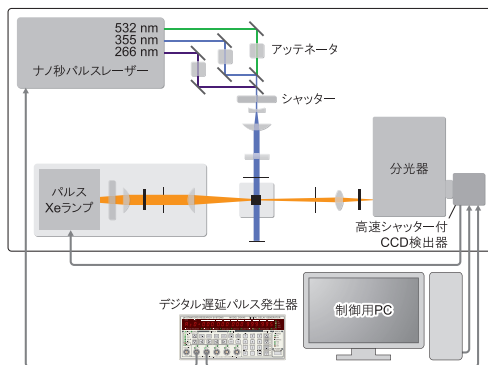 532 nm
355 nm
266 nm
ナノ秒パルスレーザー
アッテネータ
シャッター
パルス
Xeランプ
分光器
高速シャッター付
CCD検出器
デジタル遅延パルス発生器
制御用PC